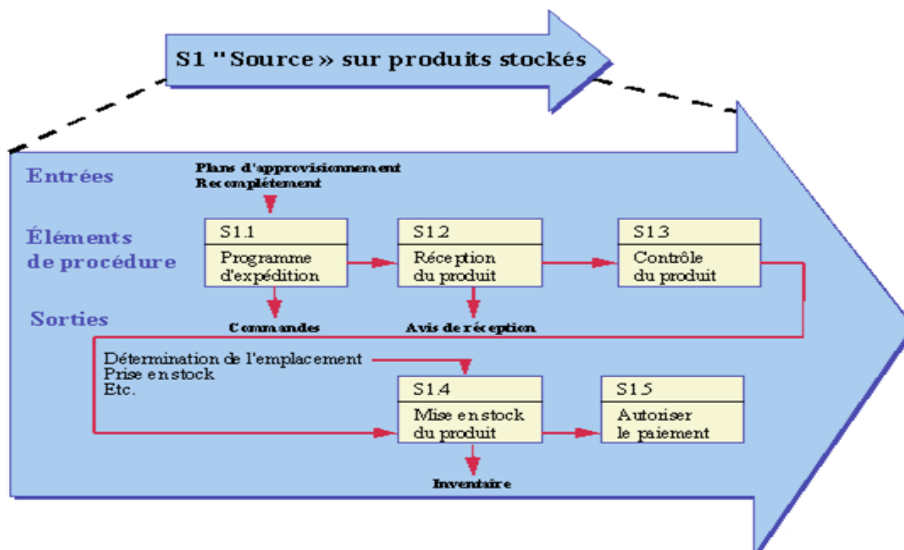 S1 "Source» sur produits stockés
Entrées
Plans d'approvisionnement
Recomplétement
Éléments
de procédure
S1.1
Programme
d'expédition
S1.2
Réception
du produit
S1.3
Contrôle
du produit
Sorties
Commandes
Avis de réception
Détermination de l'emplacement
Prise en stock
Etc.
S1.4
Mise en stock
du produit
S1.5
Autoriser
le paiement
Inventaire